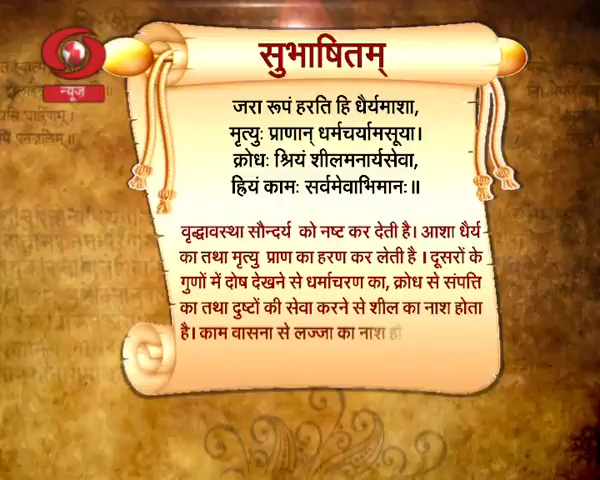 सुभाषितम्
न्यूज़
जरा रूपं हरति हि धैर्यमाशा,
मृत्युः प्राणान् धर्मचर्यामसूया।
क्रोधः श्रियं शीलमनार्यसेवा,
ह्रियं कामः सर्वमेवाभिमानः॥
वृद्धावस्था सौन्दर्य को नष्ट कर देती है। आशा धैर्य
का तथा मृत्यु प्राण का हरण कर लेती है । दूसरों के
गुणों में दोष देखने से धर्माचरण का, क्रोध से संपत्ति
का तथा दुष्टों की सेवा करने से शील का नाश होता
है। काम वासना से लज्जा का नाश हो